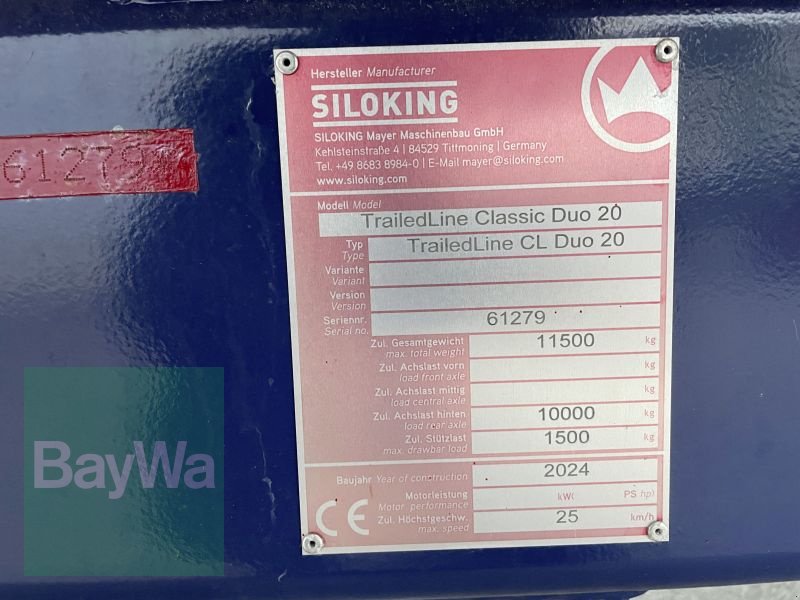 61279
Hersteller Manufacturer
SILOKING
SILOKING Mayer Maschinenbau GmbH
Kehlsteinstraße 4 | 84529 Tittmoning | Germany
Tel. +49 8683 8984-0 | E-Mail mayer@siloking.com
www.siloking.com
Modell Model
TrailedLine Classic Duo 20
Typ TrailedLine CL Duo 20
Type
Variante
Variant
Version
Version
Seriennr. 61279
Serial no.
Zul. Gesamtgewicht 11500 kg
max. total weight
Zul. Achslast vorn kg
load front axle
Zul. Achslast mittig kg
load central axle
Zul. Achslast hinten 10000 kg
load rear axle
Zul. Stützlast 1500 kg
max. drawbar load
Baujahr Year of construction 2024
Motorleistung kW( PS hp)
Motor performance
Zul. Höchstgeschw. 25 km/h
max. speed
CE
BayWa